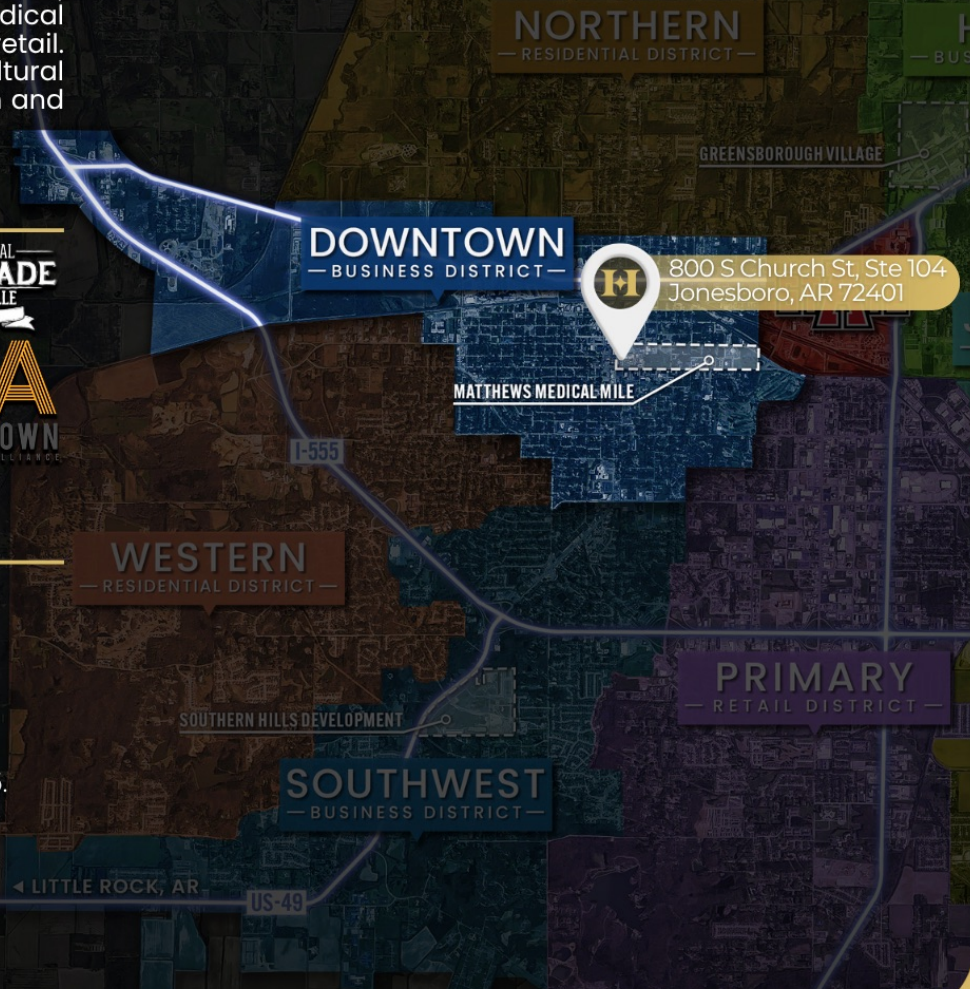 dical
retail.
ltural
and
NORTHERN
RESIDENTIAL DISTRICT
GREENSBOROUGH VILLAGE
DOWNTOWN
BUSINESS DISTRICT
H
800 S Church St, Ste 104
Jonesboro, AR 72401
MATTHEWS MEDICAL MILE
I-555
WESTERN
RESIDENTIAL DISTRICT
PRIMARY
RETAIL DISTRICT
SOUTHERN HILLS DEVELOPMENT
SOUTHWEST
BUSINESS DISTRICT
◄ LITTLE ROCK, AR
US-49